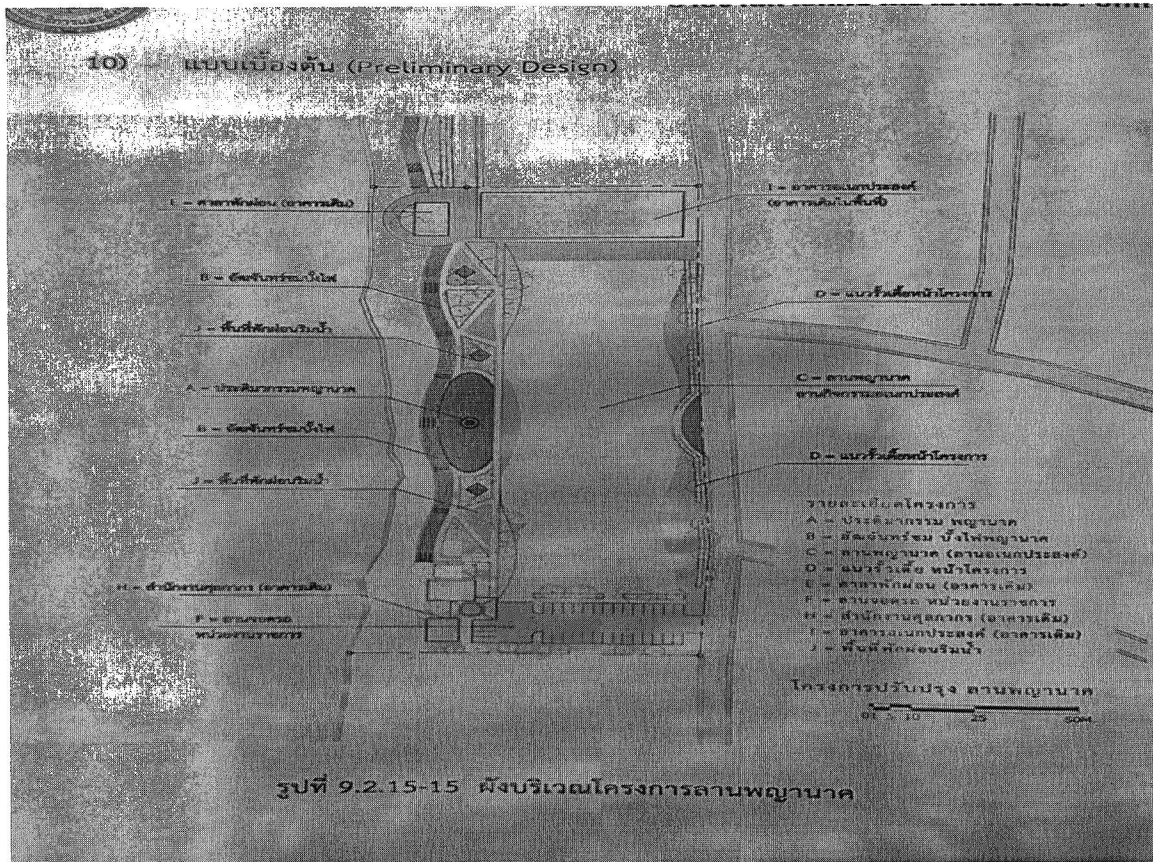 10) แบบเบื้องต้น (Preliminary Design)
E = ศาลาพักผ่อน (อาคารเดิม)
I = อาคารอเนกประสงค์
(อาคารเดิมในพื้นที่)
B = อัฒจันทร์ชมบั้งไฟ
D = แนวรั้วเตี้ยหน้าโครงการ
J = พื้นที่พักผ่อนริมน้ำ
A = ประติมากรรมพญานาค
C = ลานพญานาค
ลานกิจกรรมอเนกประสงค์
B = อัฒจันทร์ชมบั้งไฟ
D = แนวรั้วเตี้ยหน้าโครงการ
J = พื้นที่พักผ่อนริมน้ำ
H = สำนักงานศุลกากร (อาคารเดิม)
F = ลานจอดรถ
หน่วยงานราชการ
รายละเอียดโครงการ
A = ประติมากรรม พญานาค
B = อัฒจันทร์ชม บั้งไฟพญานาค
C = ลานพญานาค (ลานอเนกประสงค์)
D = แนวรั้วเตี้ย หน้าโครงการ
E = ศาลาพักผ่อน (อาคารเดิม)
F = ลานจอดรถ หน่วยงานราชการ
H = สำนักงานศุลกากร (อาคารเดิม)
I = อาคารอเนกประสงค์ (อาคารเดิม)
J = พื้นที่พักผ่อนริมน้ำ
โครงการปรับปรุง ลานพญานาค
01 5 10 25 50M.
รูปที่ 9.2.15-15 ผังบริเวณโครงการลานพญานาค